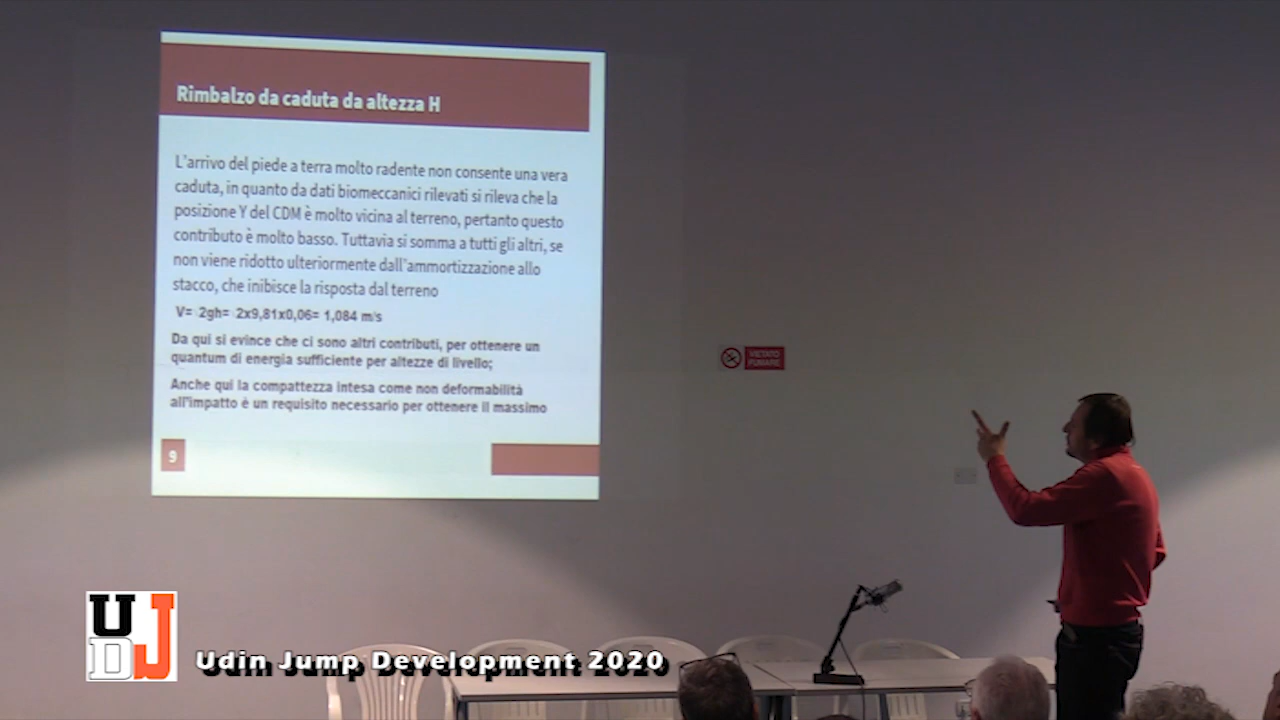 Rimbalzo da caduta da altezza H
L'arrivo del piede a terra molto radente non consente una vera
caduta, in quanto da dati biomeccanici rilevati si rileva che la
posizione Y del CDM è molto vicina al terreno, pertanto questo
contributo è molto basso. Tuttavia si somma a tutti gli altri, se
non viene ridotto ulteriormente dall'ammortizzazione allo
stacco, che inibisce la risposta dal terreno
V= 2gh= 2x9,81x0,06= 1,084 m/s
Da qui si evince che ci sono altri contributi, per ottenere un
quantum di energia sufficiente per altezze di livello;
Anche qui la compattezza intesa come non deformabilità
all'impatto è un requisito necessario per ottenere il massimo
9
VIETATO
FUMARE
UDJ
Udin Jump Development 2020